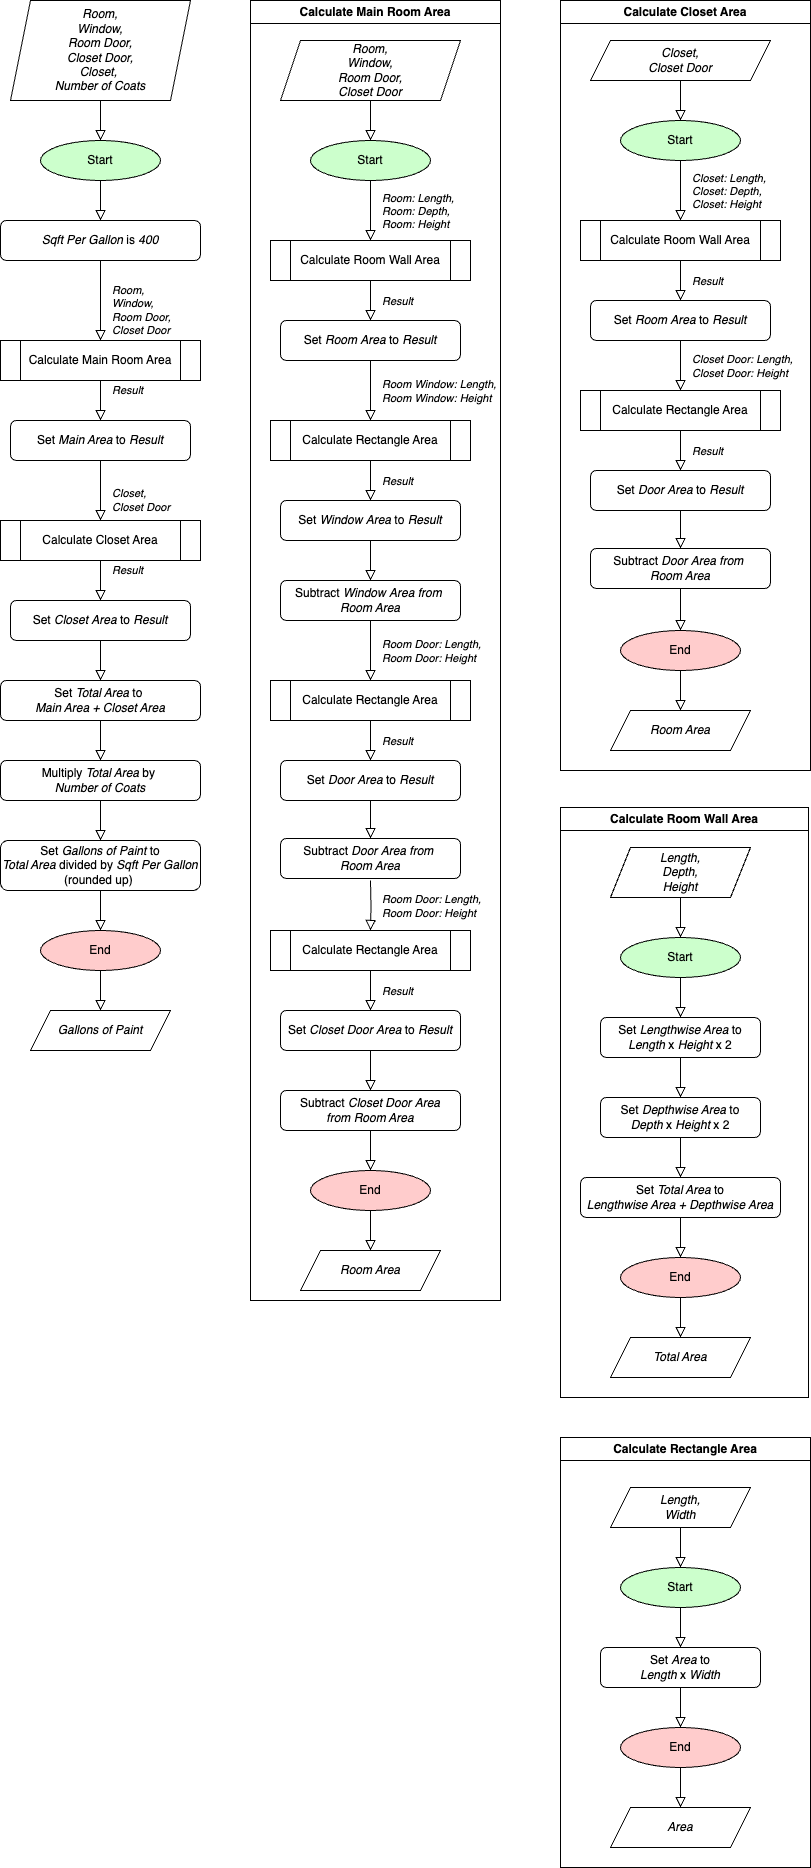 Room,
Window,
Room Door,
Closet Door,
Closet,
Number of Coats
Start
Sqft Per Gallon is 400
Room,
Window,
Room Door,
Closet Door
Calculate Main Room Area
Result
Set Main Area to Result
Closet,
Closet Door
Calculate Closet Area
Result
Set Closet Area to Result
Set Total Area to
Main Area + Closet Area
Multiply Total Area by
Number of Coats
Set Gallons of Paint to
Total Area divided by Sqft Per Gallon
(rounded up)
End
Gallons of Paint
Calculate Main Room Area
Room,
Window,
Room Door,
Closet Door
Start
Room: Length,
Room: Depth,
Room: Height
Calculate Room Wall Area
Result
Set Room Area to Result
Room Window: Length,
Room Window: Height
Calculate Rectangle Area
Result
Set Window Area to Result
Subtract Window Area from
Room Area
Room Door: Length,
Room Door: Height
Calculate Rectangle Area
Result
Set Door Area to Result
Subtract Door Area from
Room Area
Room Door: Length,
Room Door: Height
Calculate Rectangle Area
Result
Set Closet Door Area to Result
Subtract Closet Door Area
from Room Area
End
Room Area
Calculate Closet Area
Closet,
Closet Door
Start
Closet: Length,
Closet: Depth,
Closet: Height
Calculate Room Wall Area
Result
Set Room Area to Result
Closet Door: Length,
Closet Door: Height
Calculate Rectangle Area
Result
Set Door Area to Result
Subtract Door Area from
Room Area
End
Room Area
Calculate Room Wall Area
Length,
Depth,
Height
Start
Set Lengthwise Area to
Length x Height x 2
Set Depthwise Area to
Depth x Height x 2
Set Total Area to
Lengthwise Area + Depthwise Area
End
Total Area
Calculate Rectangle Area
Length,
Width
Start
Set Area to
Length x Width
End
Area